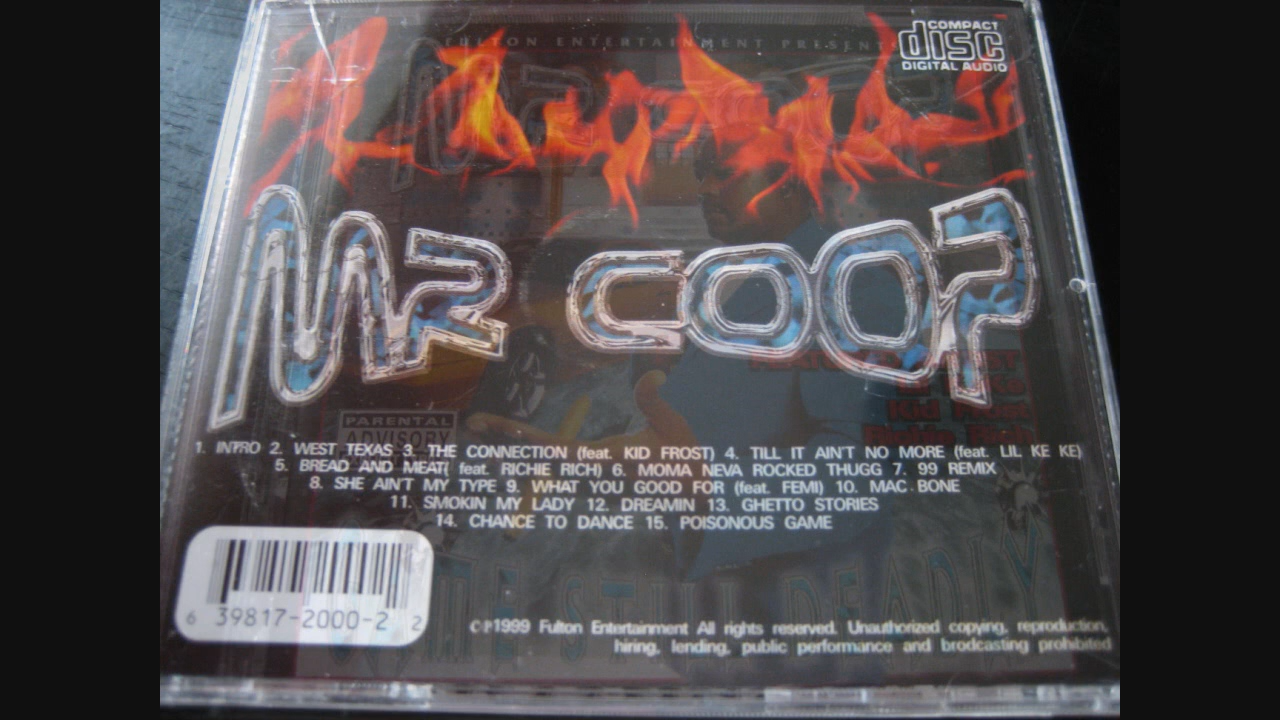 FULTON ENTERTAINMENT PRESENTS
COMPACT
disc
DIGITAL AUDIO
MR COOP
Kid Frost
Richie Rich
PARENTAL
ADVISORY
1. INTRO 2. WEST TEXAS 3. THE CONNECTION (feat. KID FROST) 4. TILL IT AIN'T NO MORE (feat. LIL KE KE)
5. BREAD AND MEAT( feat. RICHIE RICH) 6. MOMA NEVA ROCKED THUGG 7. 99 REMIX
8. SHE AIN'T MY TYPE 9. WHAT YOU GOOD FOR (feat. FEMI) 10. MAC BONE
11. SMOKIN MY LADY 12. DREAMIN 13. GHETTO STORIES
14. CHANCE TO DANCE 15. POISONOUS GAME
STILL DEADLY
6 39817-2000-2 2
©℗1999 Fulton Entertainment All rights reserved. Unauthorized copying, reproduction,
hiring, lending, public performance and brodcasting prohibited